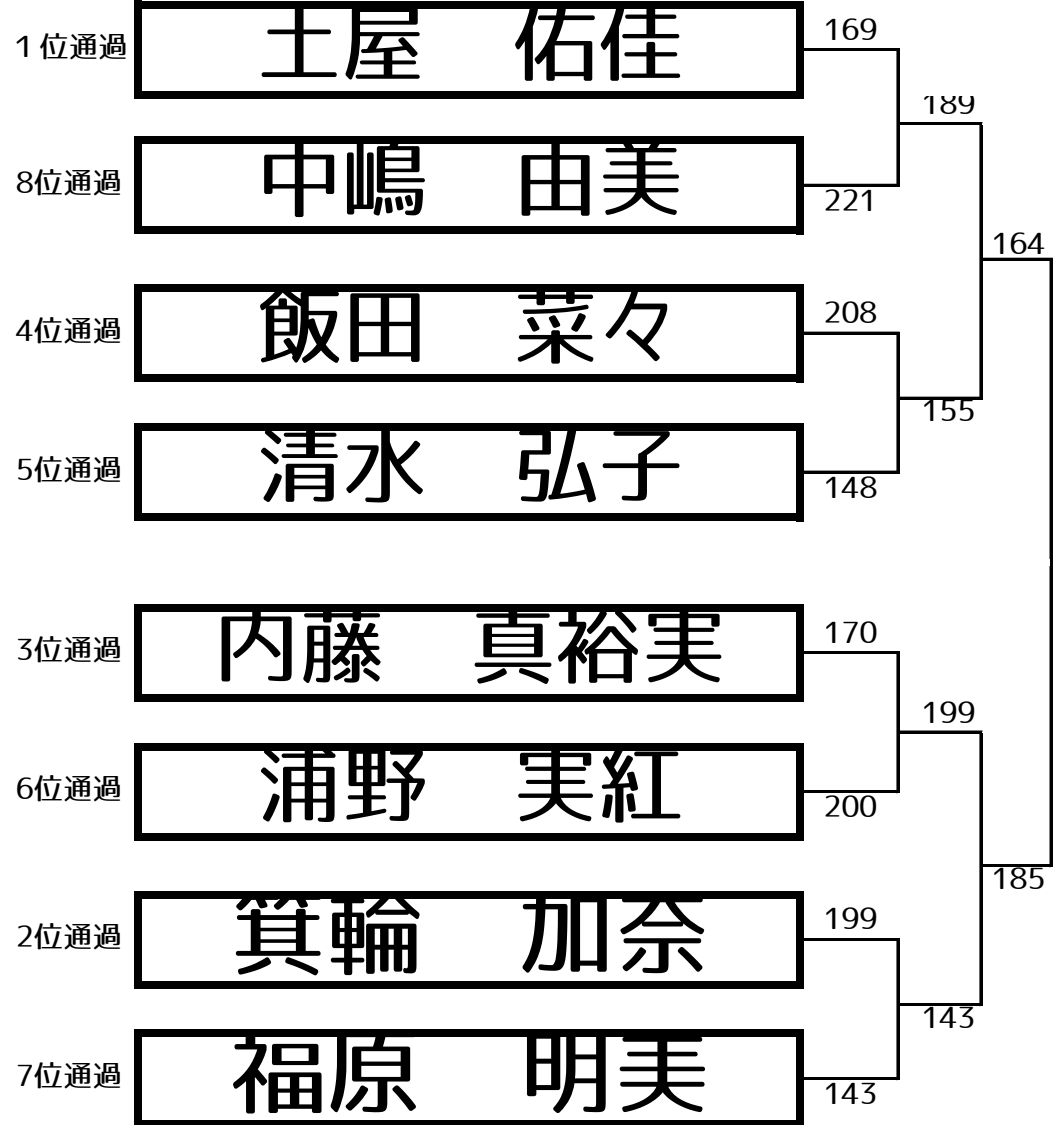 1位通過 土屋 佑佳 169
189
8位通過 中嶋 由美 221
164
4位通過 飯田 菜々 208
155
5位通過 清水 弘子 148
3位通過 内藤 真裕実 170
199
6位通過 浦野 実紅 200
185
2位通過 箕輪 加奈 199
143
7位通過 福原 明美 143